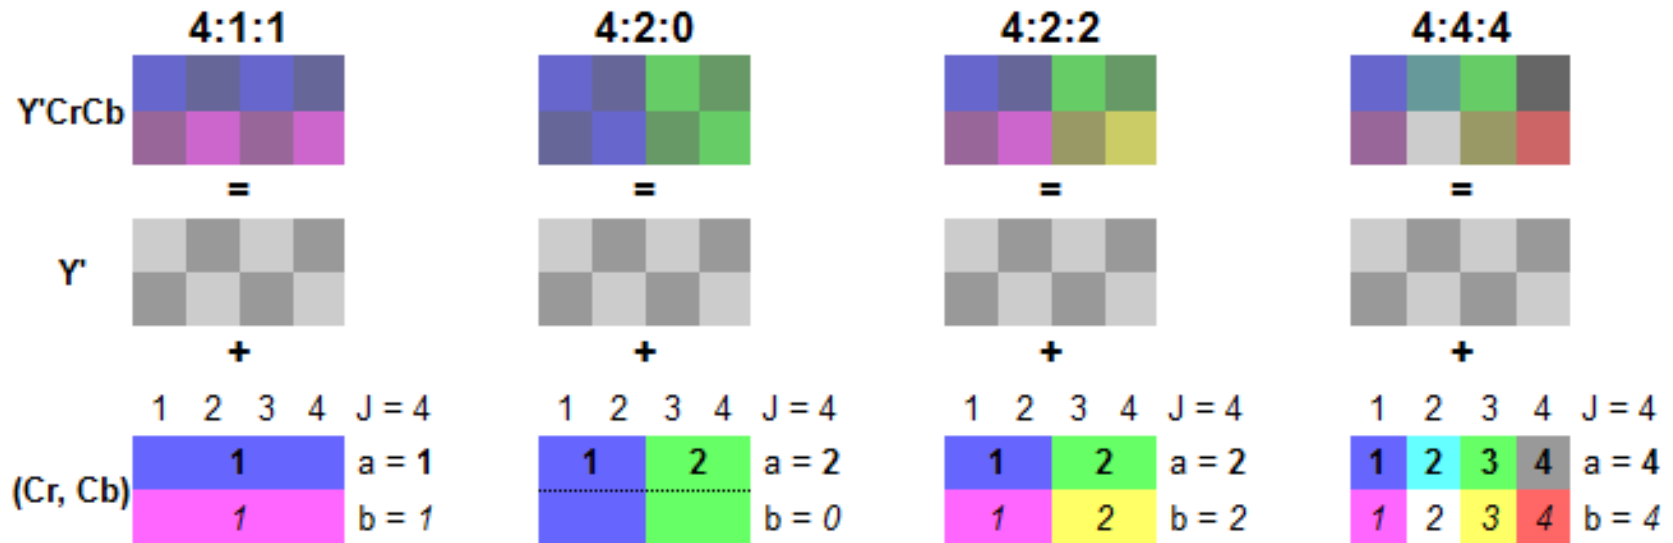 4:1:1 4:2:0 4:2:2 4:4:4
Y'CrCb
= = = =
Y'
+ + + +
1 2 3 4 J = 4 1 2 3 4 J = 4 1 2 3 4 J = 4 1 2 3 4 J = 4
(Cr, Cb)
1 a = 1 1 2 a = 2 1 2 a = 2 1 2 3 4 a = 4
1 b = 1 b = 0 1 2 b = 2 1 2 3 4 b = 4